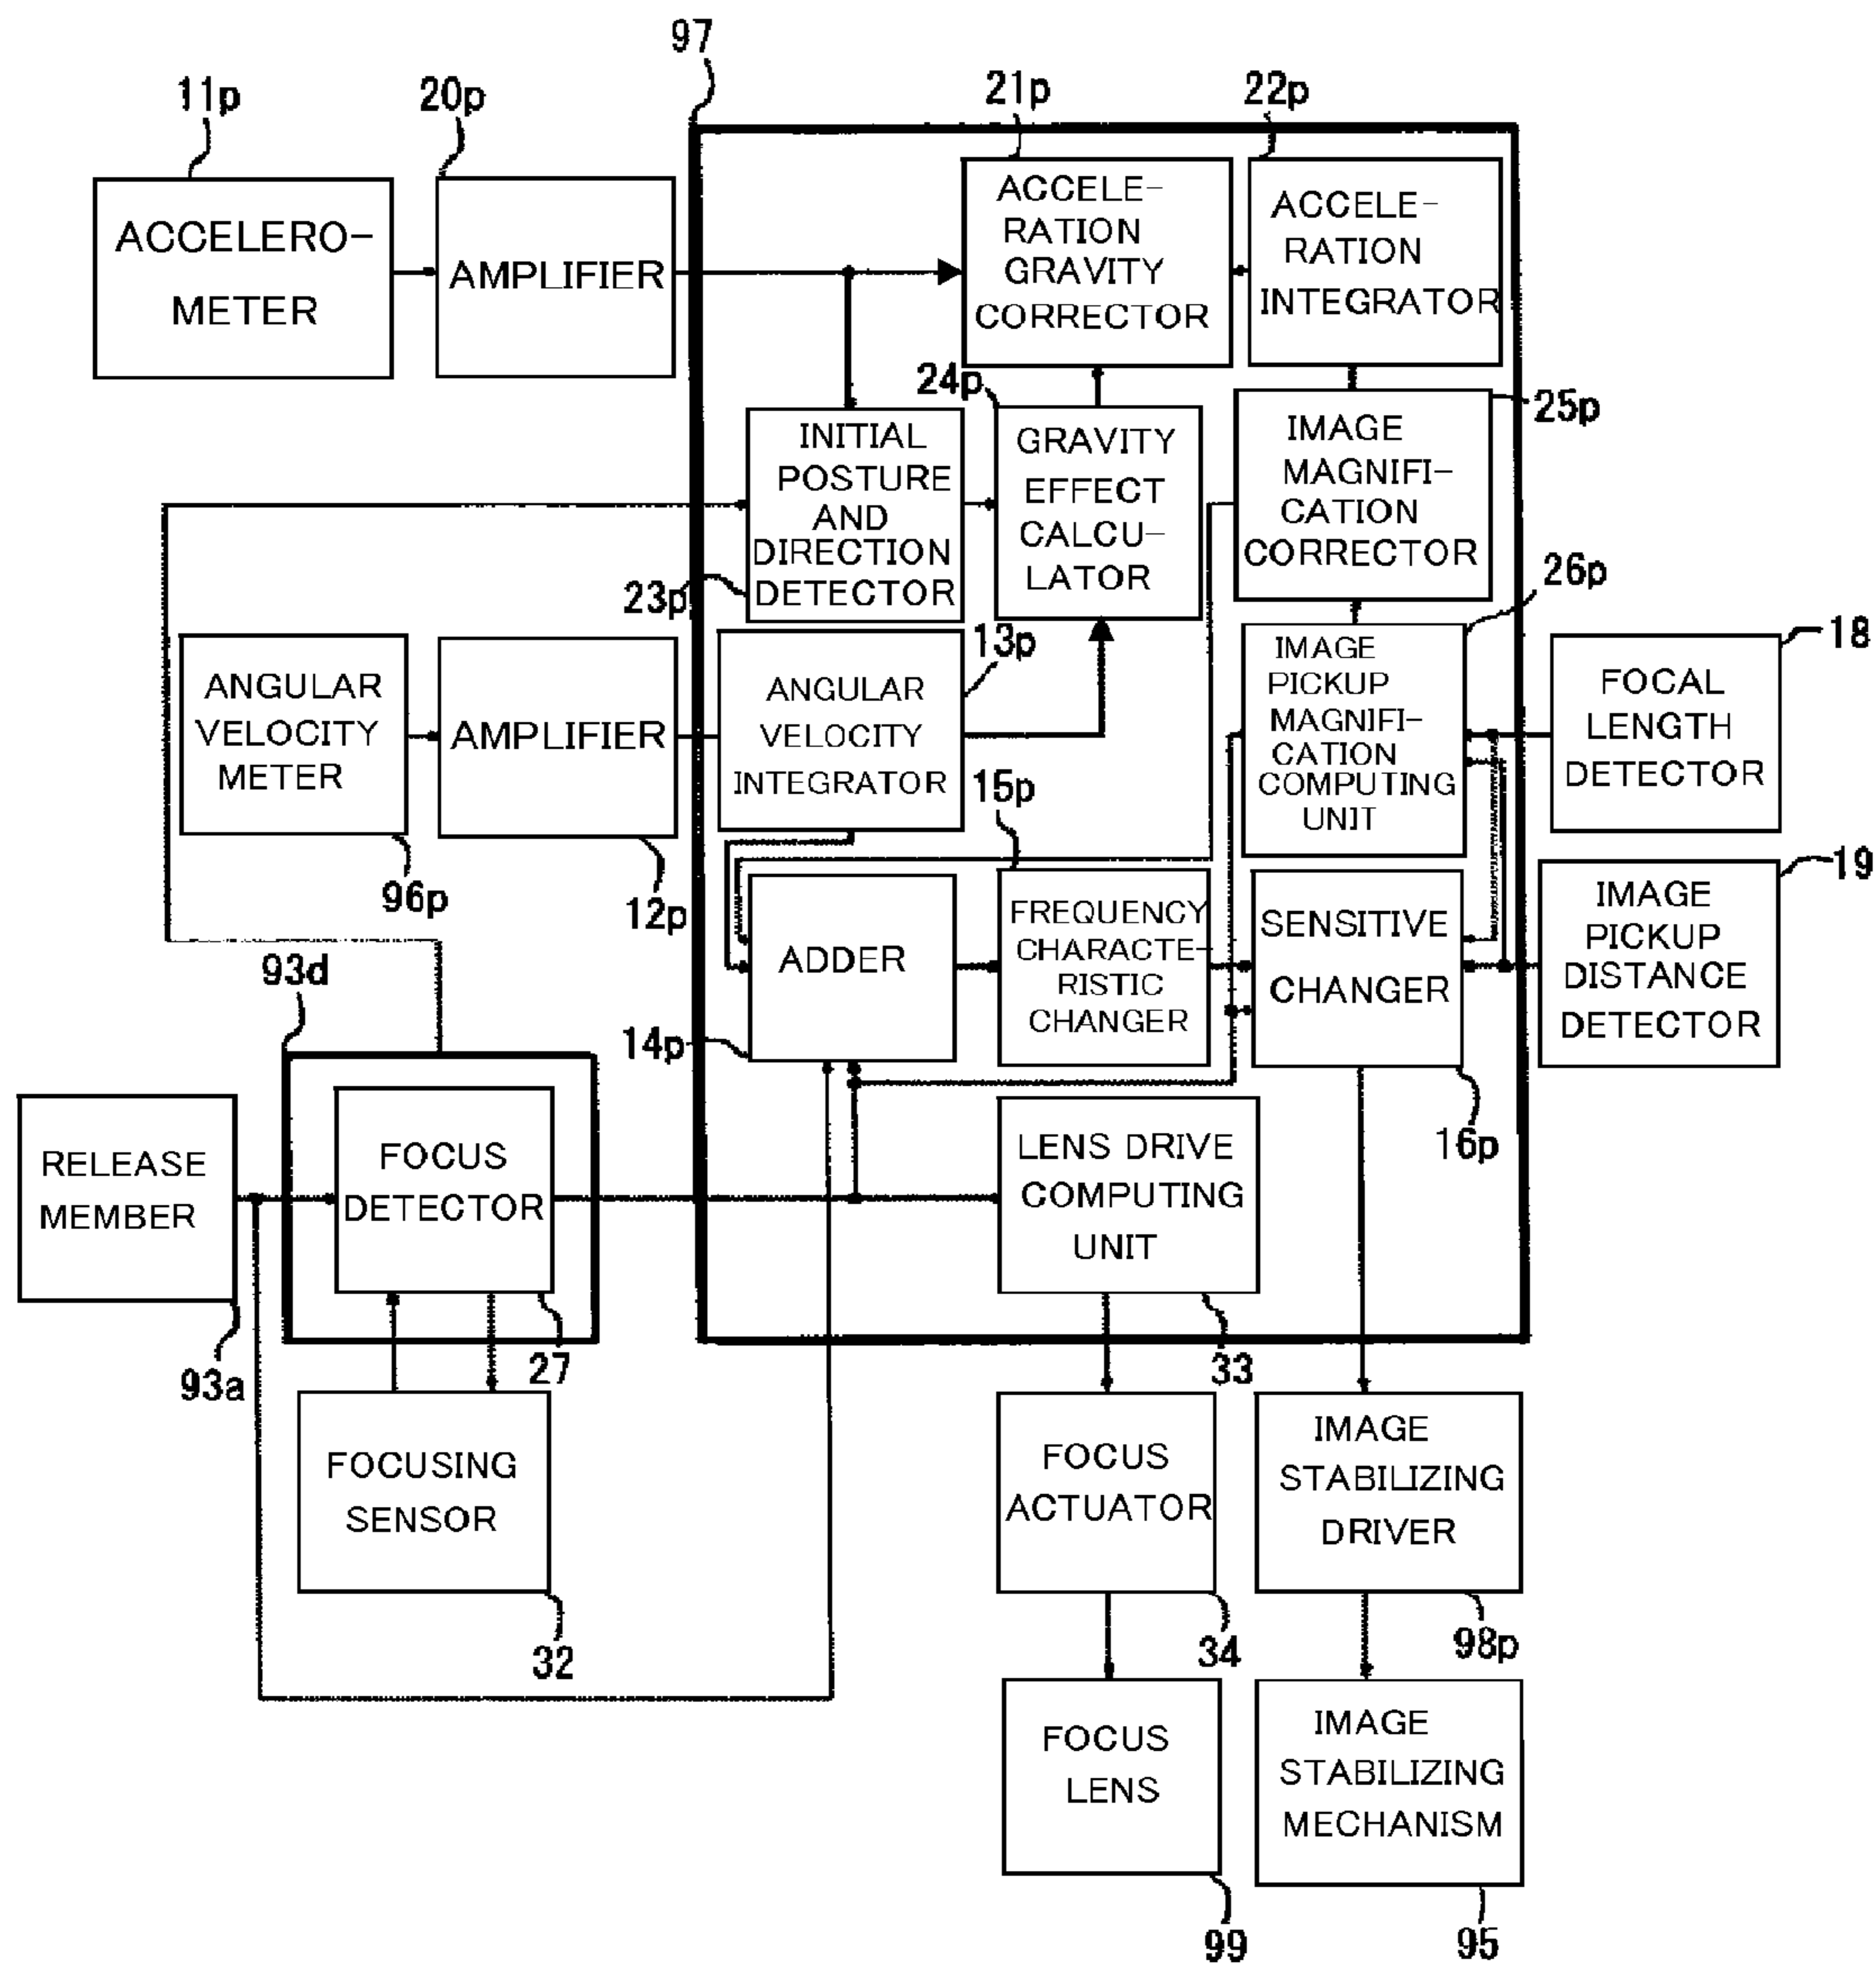 97
11p
20p
21p
22p
ACCELERO-
METER
AMPLIFIER
ACCELE-
RATION
GRAVITY
CORRECTOR
ACCELE-
RATION
INTEGRATOR
24p
25p
INITIAL
POSTURE
AND
DIRECTION
DETECTOR
23p
GRAVITY
EFFECT
CALCU-
LATOR
IMAGE
MAGNIFI-
CATION
CORRECTOR
26p
13p
18
ANGULAR
VELOCITY
METER
AMPLIFIER
ANGULAR
VELOCITY
INTEGRATOR
IMAGE
PICKUP
MAGNIFI-
CATION
COMPUTING
UNIT
FOCAL
LENGTH
DETECTOR
15p
19
96p
12p
93d
ADDER
14p
FREQUENCY
CHARACTE-
RISTIC
CHANGER
SENSITIVE
CHANGER
IMAGE
PICKUP
DISTANCE
DETECTOR
16p
RELEASE
MEMBER
FOCUS
DETECTOR
LENS DRIVE
COMPUTING
UNIT
93a
27
33
FOCUSING
SENSOR
FOCUS
ACTUATOR
IMAGE
STABILIZING
DRIVER
32
34
98p
FOCUS
LENS
IMAGE
STABILIZING
MECHANISM
99
95